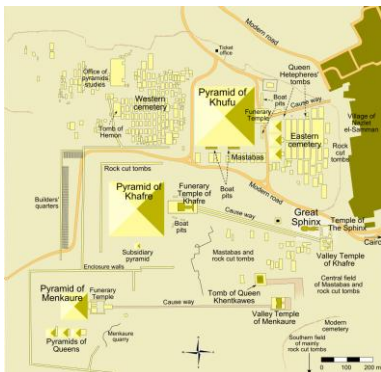 Modern road
Ticket
office
Queen
Hetepheres'
tombs
Office of
pyramids
studies
Western
cemetery
Pyramid of
Khufu
Boat
pits
Cause way
Funerary
Temple
Tomb of
Hemon
Eastern
cemetery
Village of
Nazlet
el-Samman
Rock
cut
tombs
Mastabas
Rock cut tombs
Boat
pits
Modern road
Builders'
quarters
Pyramid of
Khafre
Funerary
Temple of
Khafre
Boat
pits
Cause way
Great
Sphinx
Temple of
The Sphinx
Cairo
Subsidiary
pyramid
Mastabas and
rock cut tombs
Valley Temple
of Khafre
Enclosure walls
Central field
of Mastabas and
rock cut tombs
Tomb of Queen
Khentkawes
Pyramid of
Menkaure
Funerary
Temple
Cause way
Valley Temple
of Menkaure
Pyramids of
Queens
Menkaure
quarry
Modern
cemetery
Southern field
of mainly
rock cut tombs
0 100 200 m